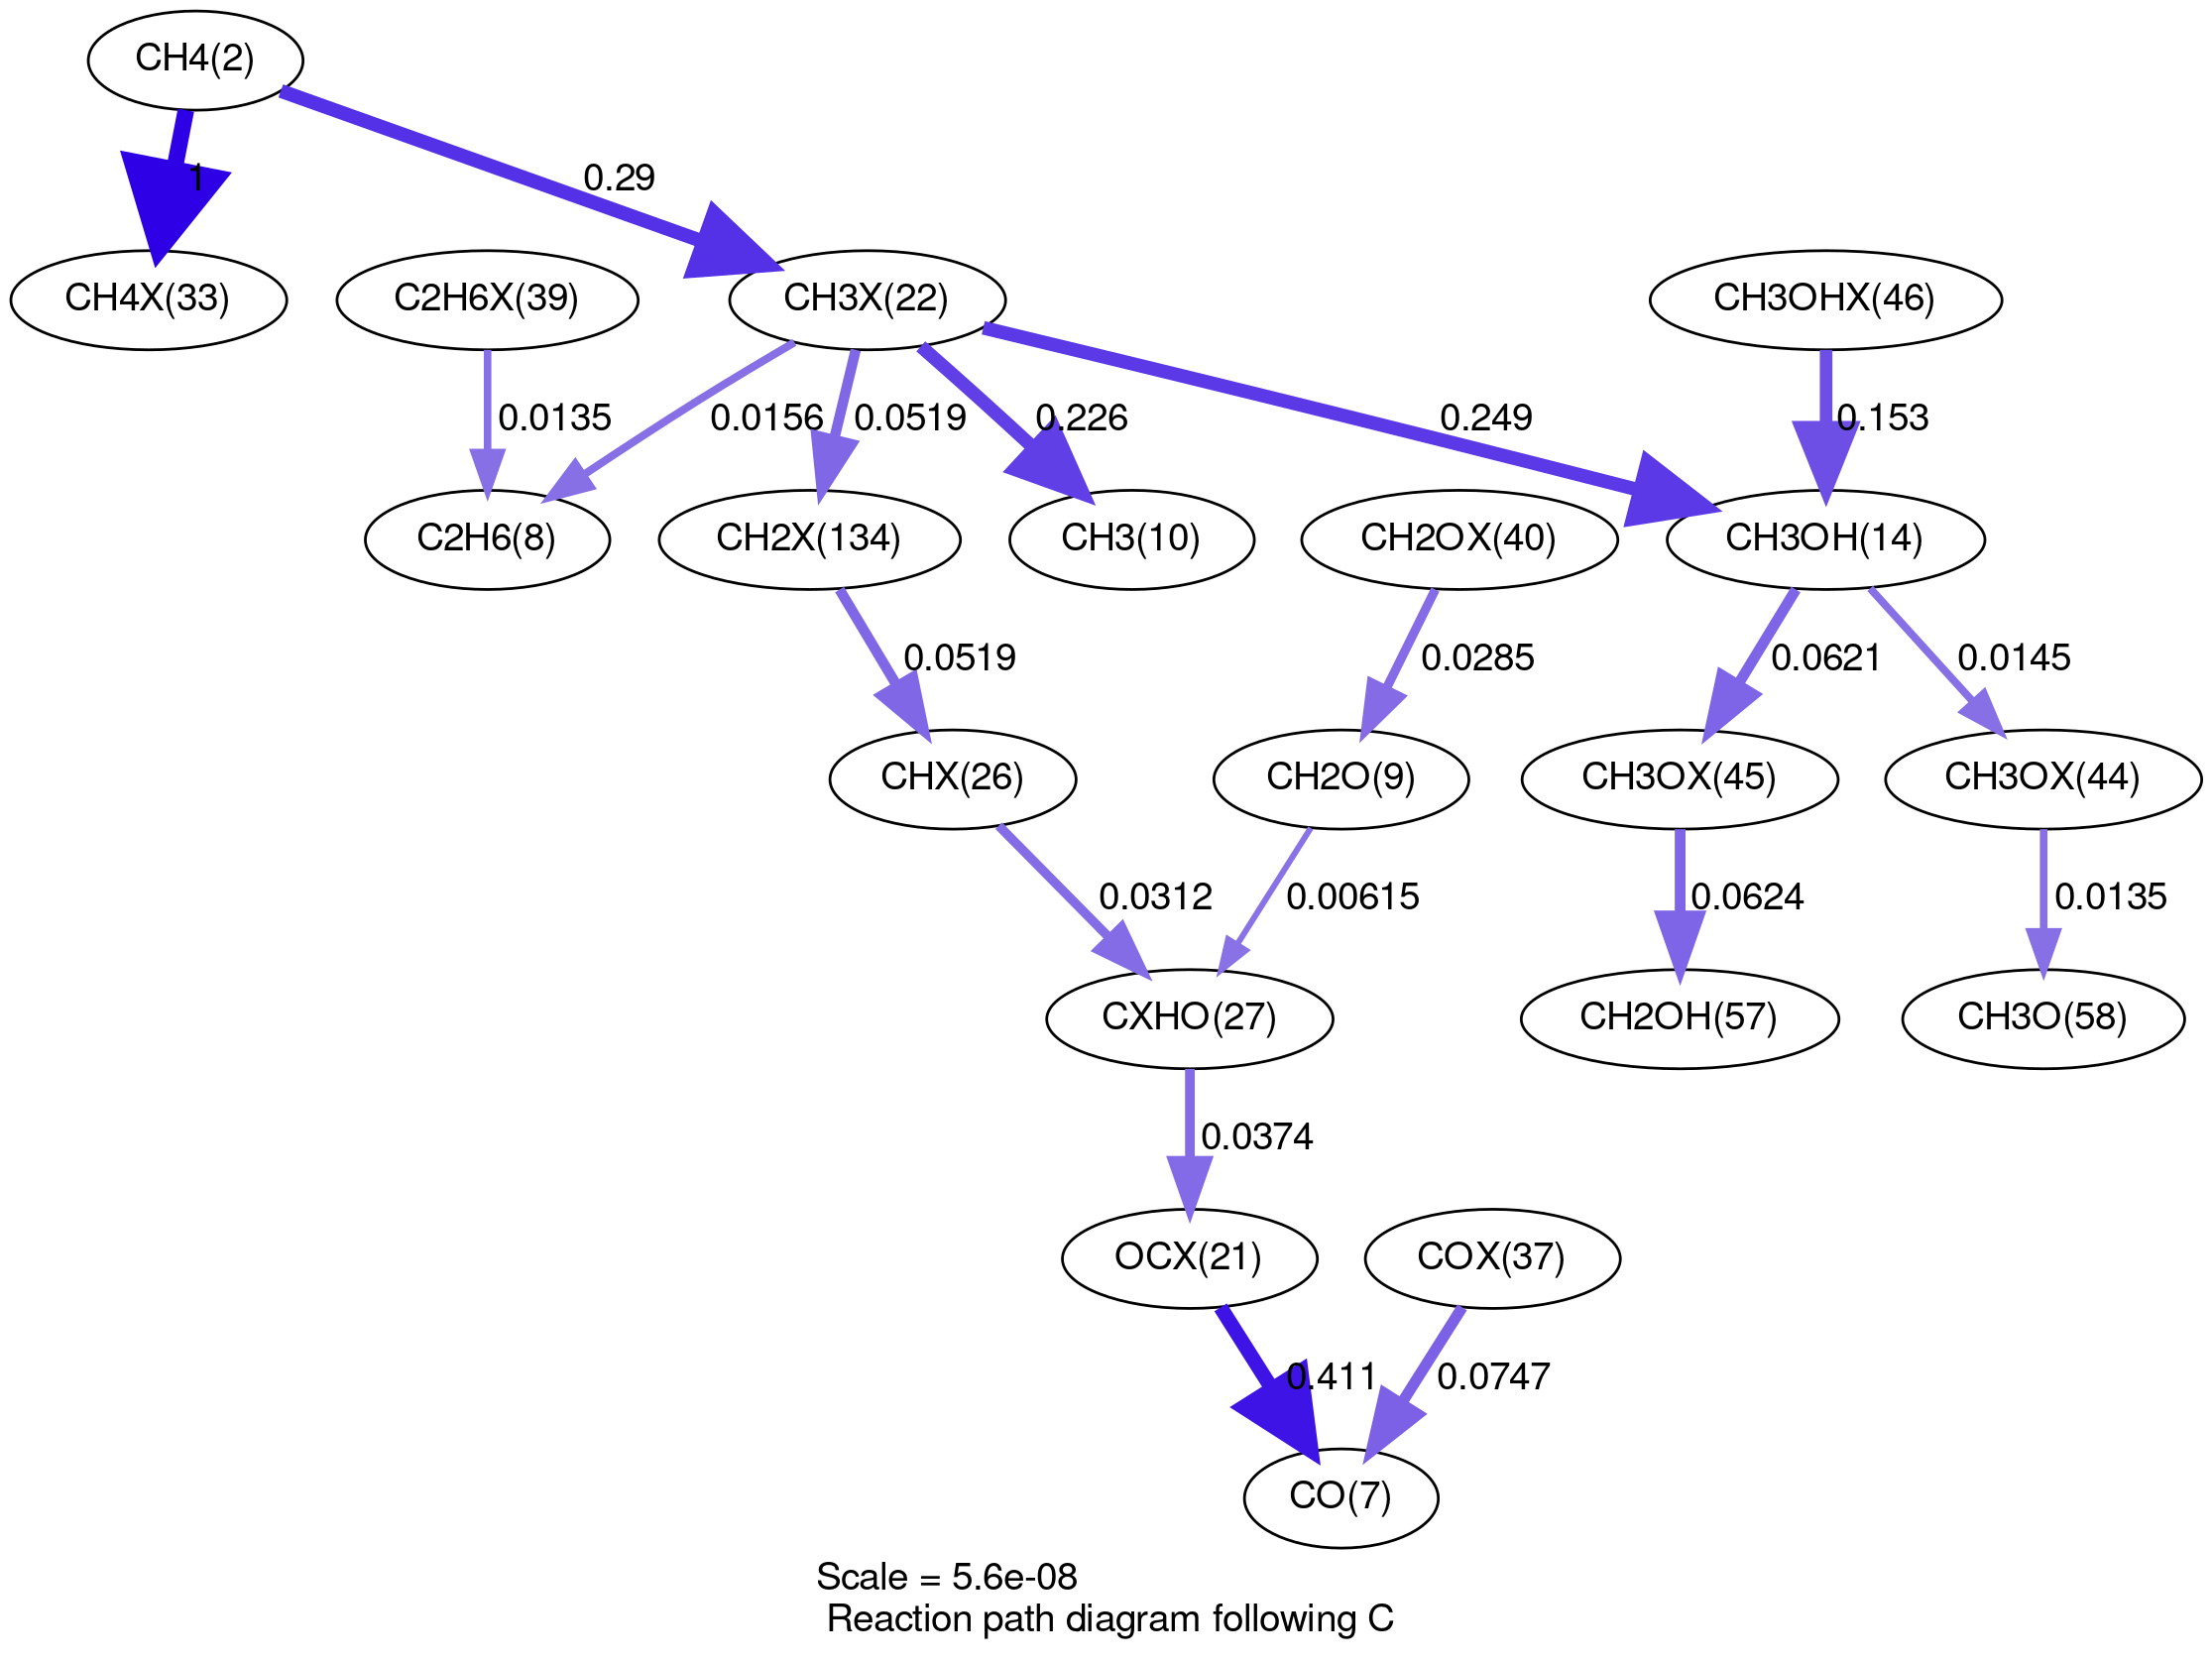 CH4(2)
1
0.29
CH4X(33)
C2H6X(39)
CH3X(22)
CH3OHX(46)
0.0135
0.0156
0.0519
0.226
0.249
0.153
C2H6(8)
CH2X(134)
CH3(10)
CH2OX(40)
CH3OH(14)
0.0519
0.0285
0.0621
0.0145
CHX(26)
CH2O(9)
CH3OX(45)
CH3OX(44)
0.0312
0.00615
0.0624
0.0135
CXHO(27)
CH2OH(57)
CH3O(58)
0.0374
OCX(21)
COX(37)
0.411
0.0747
CO(7)
Scale = 5.6e-08
Reaction path diagram following C